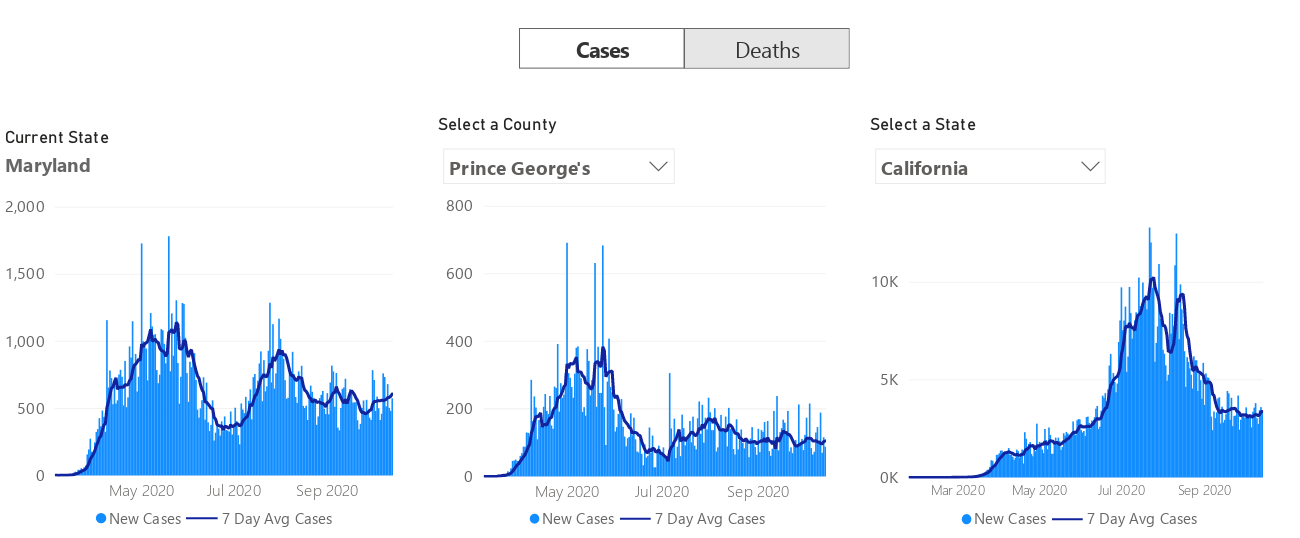 Cases Deaths
Current State
Maryland
2,000
1,500
1,000
500
0
May 2020 Jul 2020 Sep 2020
New Cases 7 Day Avg Cases
Select a County
Prince George's
800
600
400
200
0
May 2020 Jul 2020 Sep 2020
New Cases 7 Day Avg Cases
Select a State
California
10K
5K
0K
Mar 2020 May 2020 Jul 2020 Sep 2020
New Cases 7 Day Avg Cases